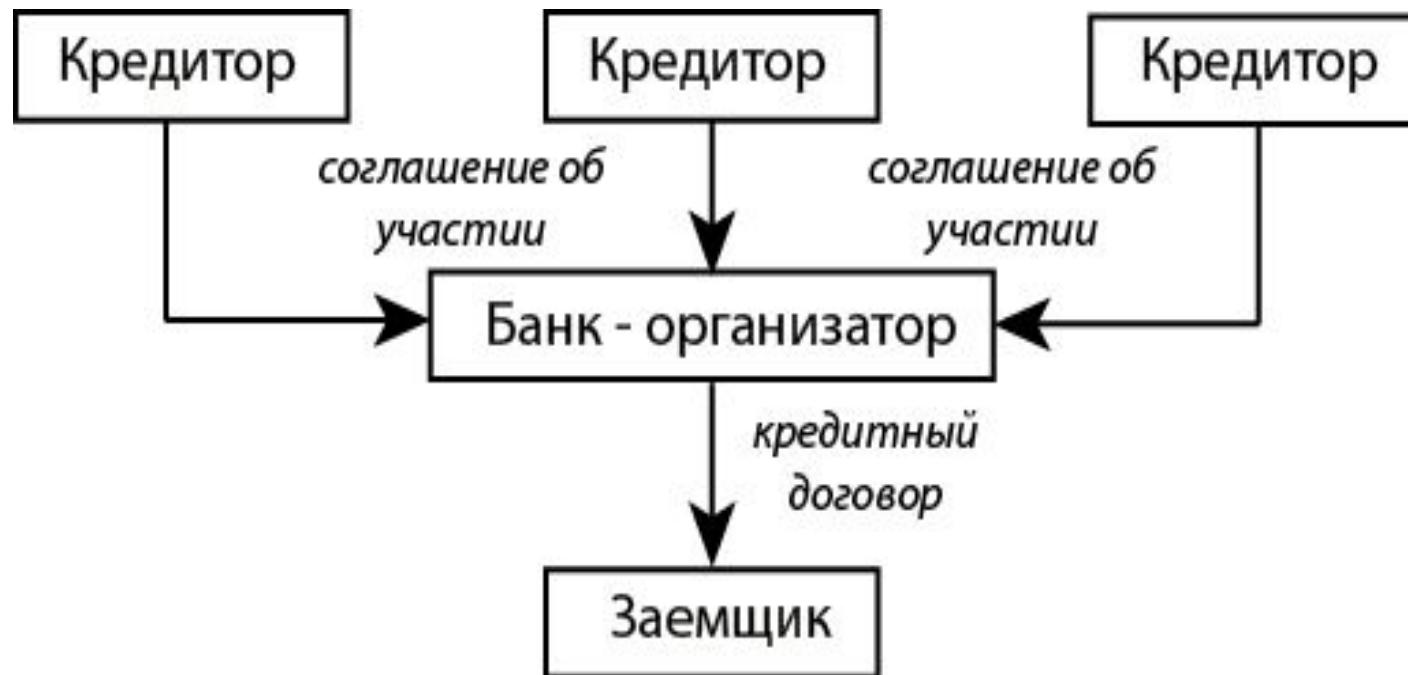 Кредитор
Кредитор
Кредитор
соглашение об
участии
соглашение об
участии
Банк - организатор
кредитный
договор
Заемщик